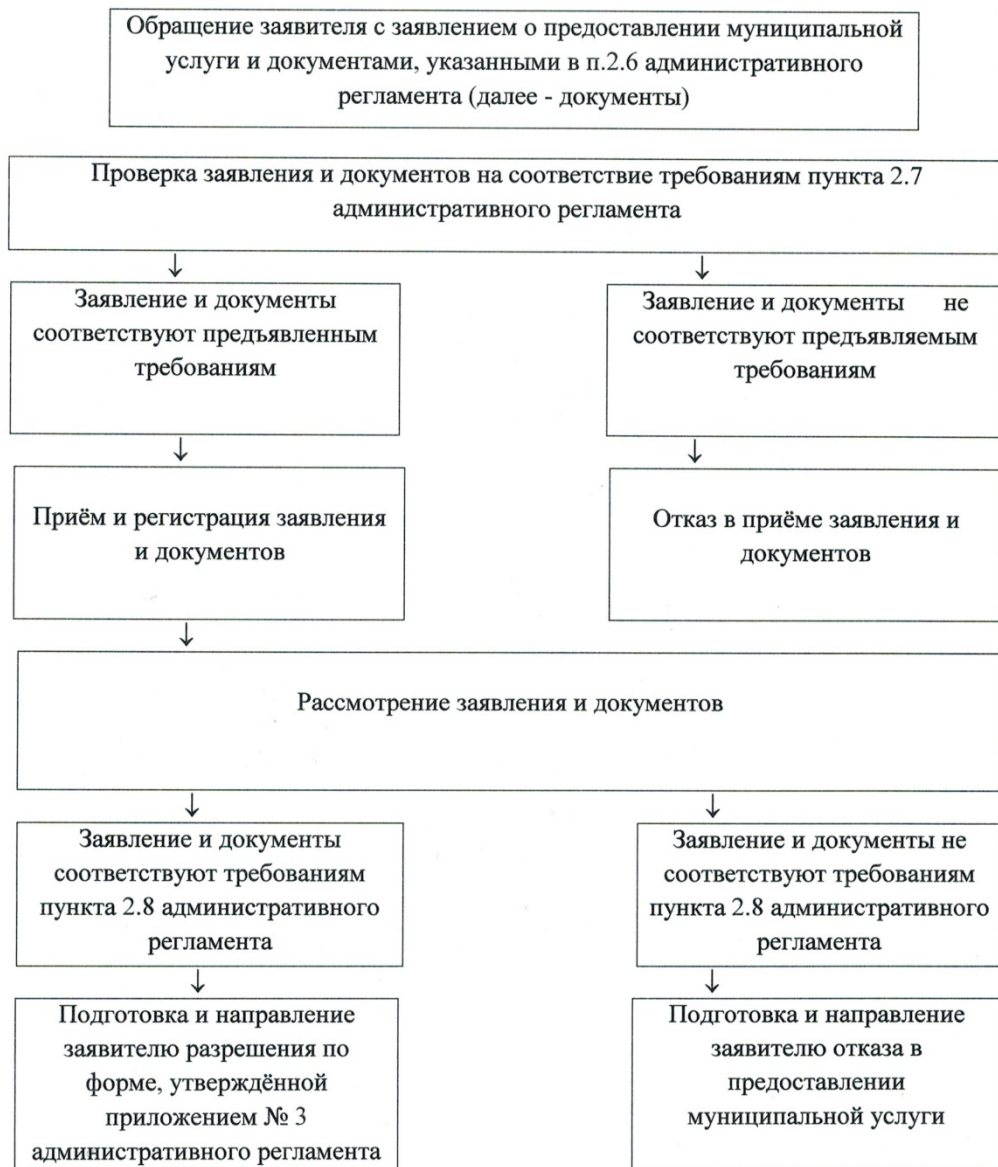 Обращение заявителя с заявлением о предоставлении муниципальной
услуги и документами, указанными в п.2.6 административного
регламента (далее - документы)
Проверка заявления и документов на соответствие требованиям пункта 2.7
административного регламента
Заявление и документы
соответствуют предъявленным
требованиям
Заявление и документы не
соответствуют предъявляемым
требованиям
Приём и регистрация заявления
и документов
Отказ в приёме заявления и
документов
Рассмотрение заявления и документов
Заявление и документы
соответствуют требованиям
пункта 2.8 административного
регламента
Заявление и документы не
соответствуют требованиям
пункта 2.8 административного
регламента
Подготовка и направление
заявителю разрешения по
форме, утверждённой
приложением № 3
административного регламента
Подготовка и направление
заявителю отказа в
предоставлении
муниципальной услуги